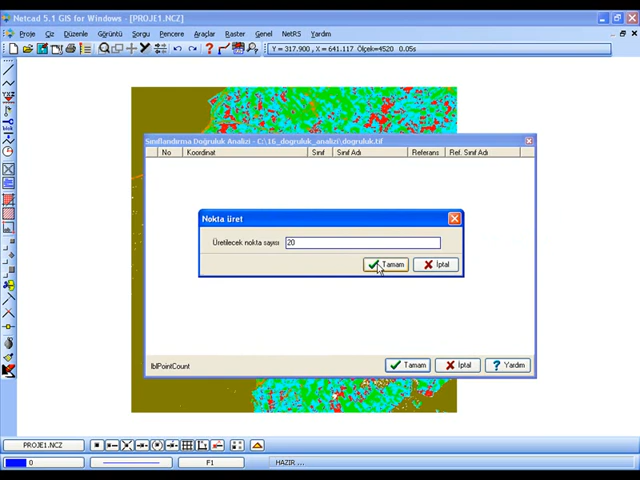 Netcad 5.1 GIS for Windows - [PROJE1.NCZ]
Proje Çiz Düzenle Görüntü Sorgu Pencere Araçlar Raster Genel NetRS Yardım
Y = 317.900 , X = 641.117 Ölçek=4520 0.05s
Sınıflandırma Doğruluk Analizi - C:\16_dogruluk_analizi\dogruluk.tif
No Koordinat Sınıf Sınıf Adı Referans Ref. Sınıf Adı
Nokta üret
Üretilecek nokta sayısı 20
Tamam İptal
lblPointCount Tamam İptal Yardım
PROJE1.NCZ
0 F1 HAZIR ...